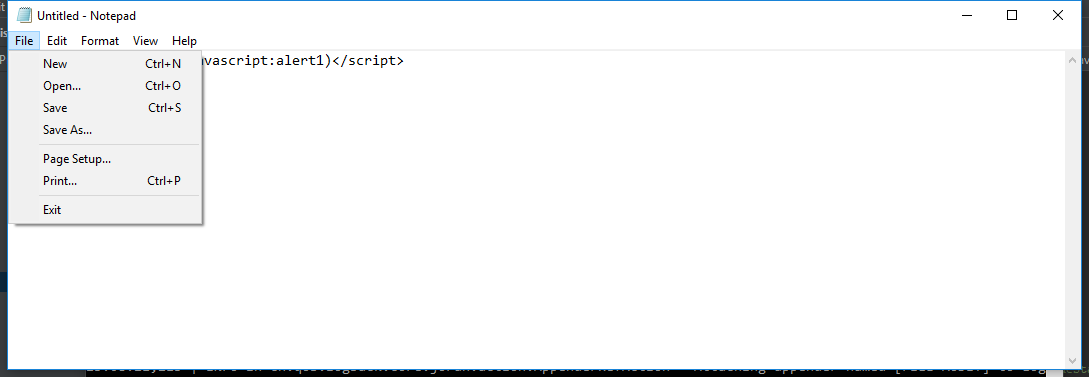 Untitled - Notepad
File Edit Format View Help
vascript:alert1)</script>
New Ctrl+N
Open... Ctrl+O
Save Ctrl+S
Save As...
Page Setup...
Print... Ctrl+P
Exit